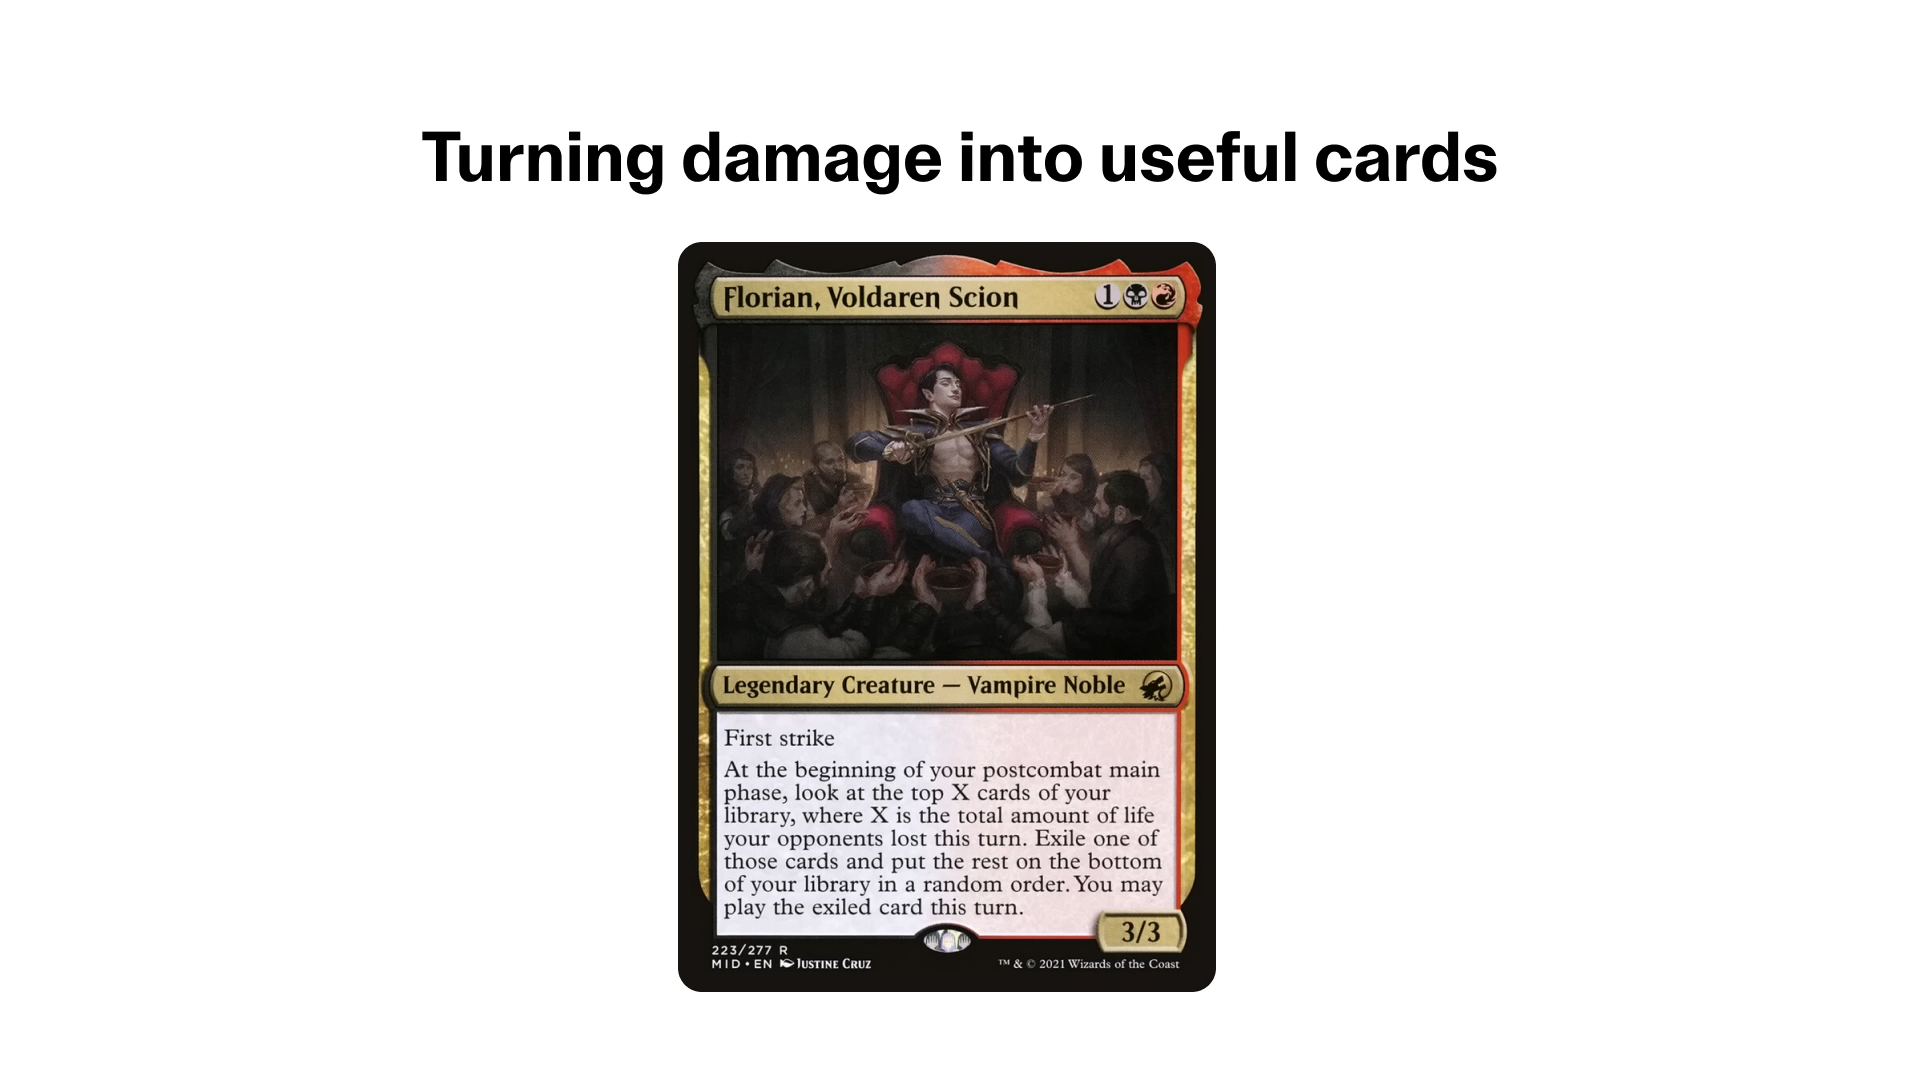 Turning damage into useful cards
Florian, Voldaren Scion 1
Legendary Creature — Vampire Noble
First strike
At the beginning of your postcombat main
phase, look at the top X cards of your
library, where X is the total amount of life
your opponents lost this turn. Exile one of
those cards and put the rest on the bottom
of your library in a random order. You may
play the exiled card this turn.
3/3
223/277 R
MID • EN Justine Cruz
™ & © 2021 Wizards of the Coast